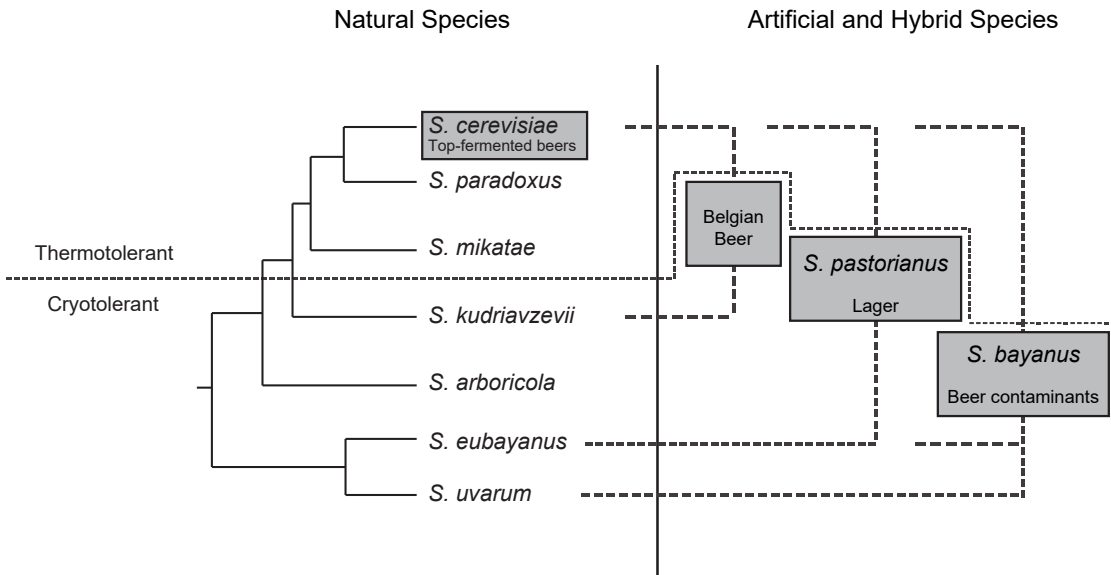 Natural Species
Artificial and Hybrid Species
S. cerevisiae
Top-fermented beers
S. paradoxus
Belgian
Beer
Thermotolerant
S. mikatae
S. pastorianus
Lager
Cryotolerant
S. kudriavzevii
S. bayanus
Beer contaminants
S. arboricola
S. eubayanus
S. uvarum